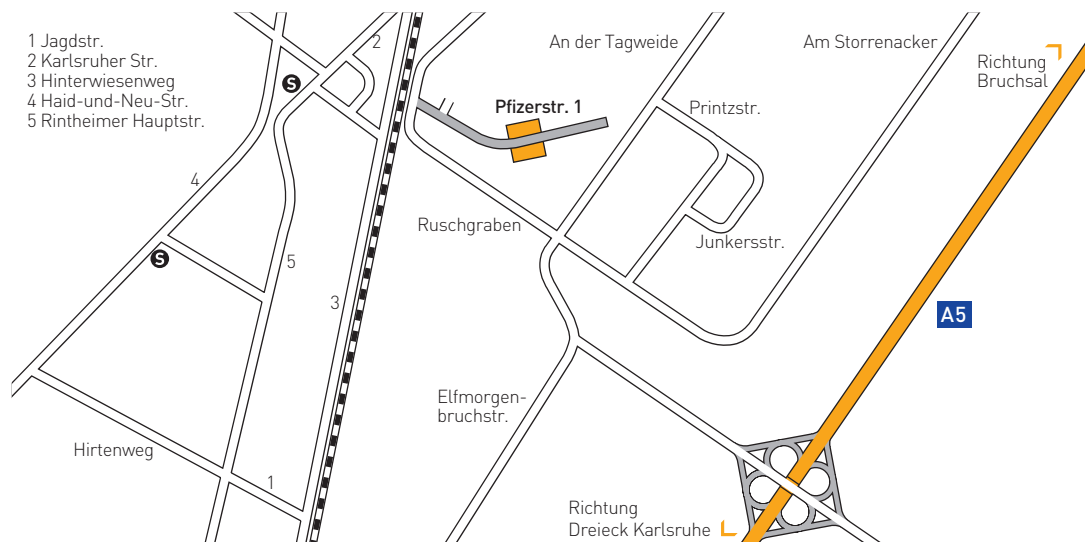 1 Jagdstr.
2 Karlsruher Str.
3 Hinterwiesenweg
4 Haid-und-Neu-Str.
5 Rintheimer Hauptstr.
2
S
An der Tagweide
Am Storrenacker
Richtung
Bruchsal
Pfizerstr. 1
Printzstr.
4
Ruschgraben
Junkersstr.
S
5
3
A5
Elfmorgen-
bruchstr.
Hirtenweg
1
Richtung
Dreieck Karlsruhe